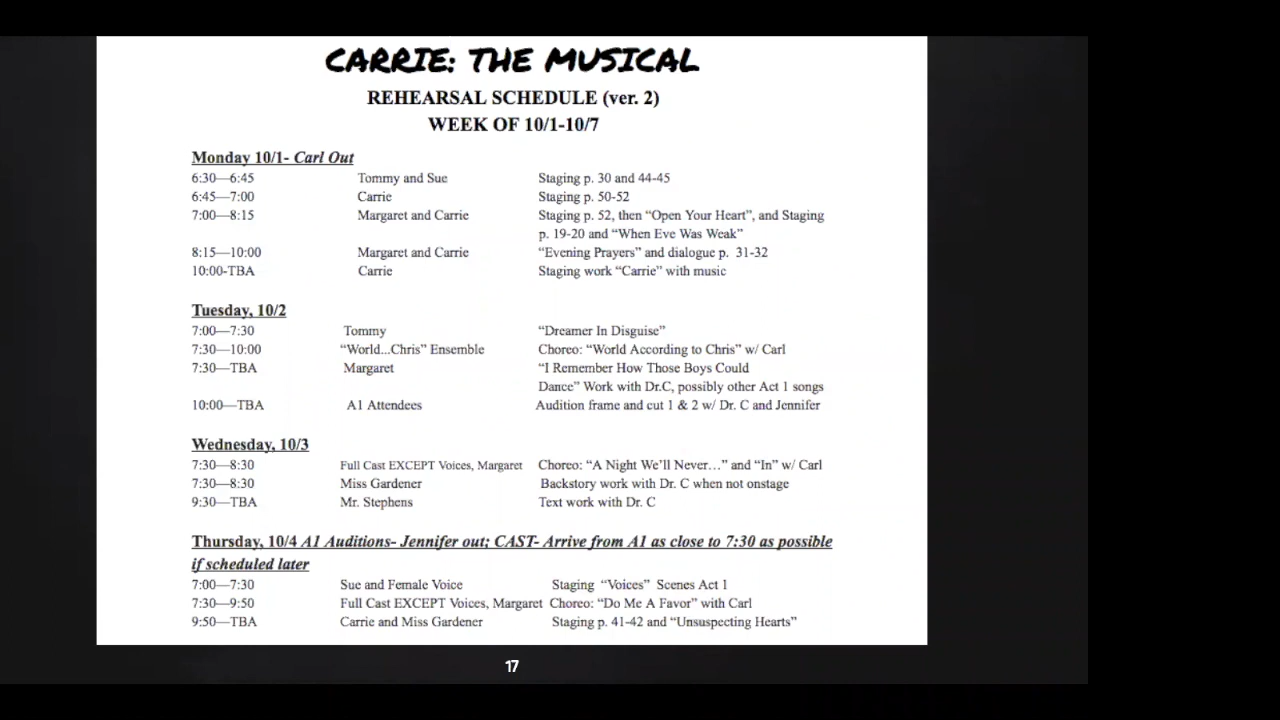 CARRIE: THE MUSICAL
REHEARSAL SCHEDULE (ver. 2)
WEEK OF 10/1-10/7
Monday 10/1- Carl Out
6:30—6:45 Tommy and Sue Staging p. 30 and 44-45
6:45—7:00 Carrie Staging p. 50-52
7:00—8:15 Margaret and Carrie Staging p. 52, then “Open Your Heart”, and Staging
p. 19-20 and “When Eve Was Weak”
8:15—10:00 Margaret and Carrie “Evening Prayers” and dialogue p. 31-32
10:00-TBA Carrie Staging work “Carrie” with music
Tuesday, 10/2
7:00—7:30 Tommy “Dreamer In Disguise”
7:30—10:00 “World...Chris” Ensemble Choreo: “World According to Chris” w/ Carl
7:30—TBA Margaret “I Remember How Those Boys Could
Dance” Work with Dr.C, possibly other Act 1 songs
10:00—TBA A1 Attendees Audition frame and cut 1 & 2 w/ Dr. C and Jennifer
Wednesday, 10/3
7:30—8:30 Full Cast EXCEPT Voices, Margaret Choreo: “A Night We’ll Never…” and “In” w/ Carl
7:30—8:30 Miss Gardener Backstory work with Dr. C when not onstage
9:30—TBA Mr. Stephens Text work with Dr. C
Thursday, 10/4 A1 Auditions- Jennifer out; CAST- Arrive from A1 as close to 7:30 as possible
if scheduled later
7:00—7:30 Sue and Female Voice Staging “Voices” Scenes Act 1
7:30—9:50 Full Cast EXCEPT Voices, Margaret Choreo: “Do Me A Favor” with Carl
9:50—TBA Carrie and Miss Gardener Staging p. 41-42 and “Unsuspecting Hearts”
17